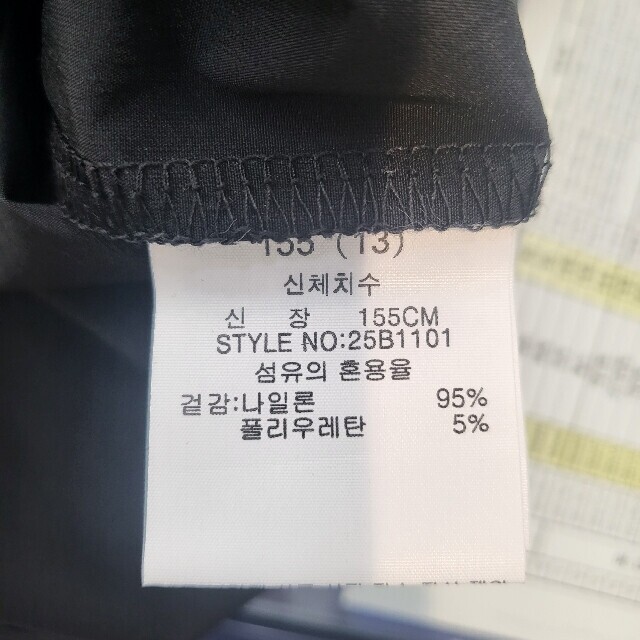 155 (13)
신체치수
신 장 155CM
STYLE NO:25B1101
섬유의 혼용율
겉감:나일론 95%
폴리우레탄 5%